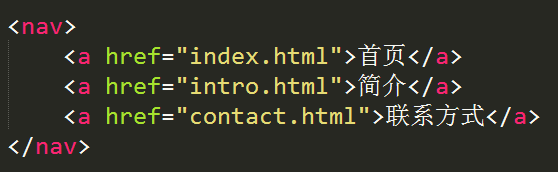 <nav>
    <a href="index.html">首页</a>
    <a href="intro.html">简介</a>
    <a href="contact.html">联系方式</a>
</nav>